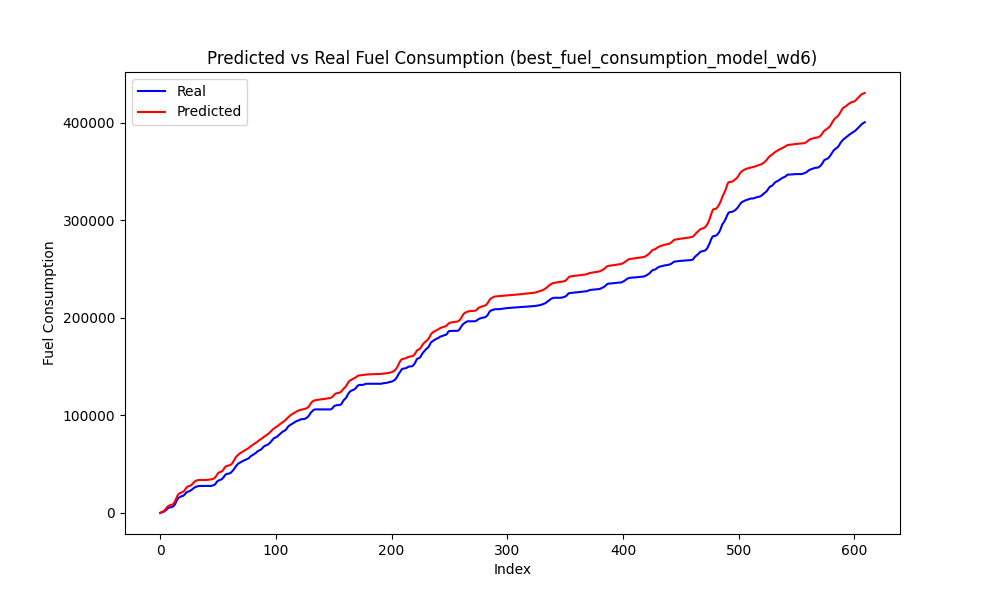 Predicted vs Real Fuel Consumption (best_fuel_consumption_model_wd6)
Real
Predicted
Fuel Consumption
400000
300000
200000
100000
0
0 100 200 300 400 500 600
Index